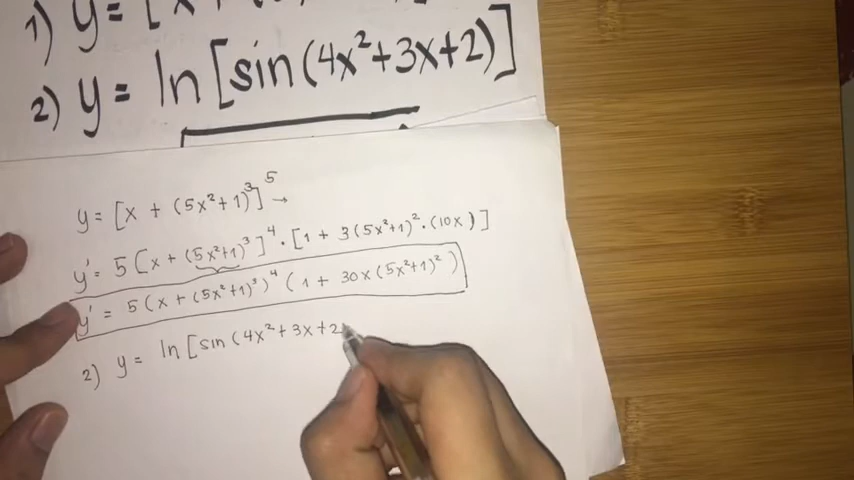 1) y = [x
2) y = ln [sin (4x²+3x+2)]
y = [x + (5x²+1)³]⁵ →
y' = 5 [x + (5x²+1)³]⁴ · [1 + 3(5x²+1)² · (10x)]
y' = 5 (x + (5x²+1)³)⁴ (1 + 30x (5x²+1)²)
2) y = ln [sin (4x²+3x+2